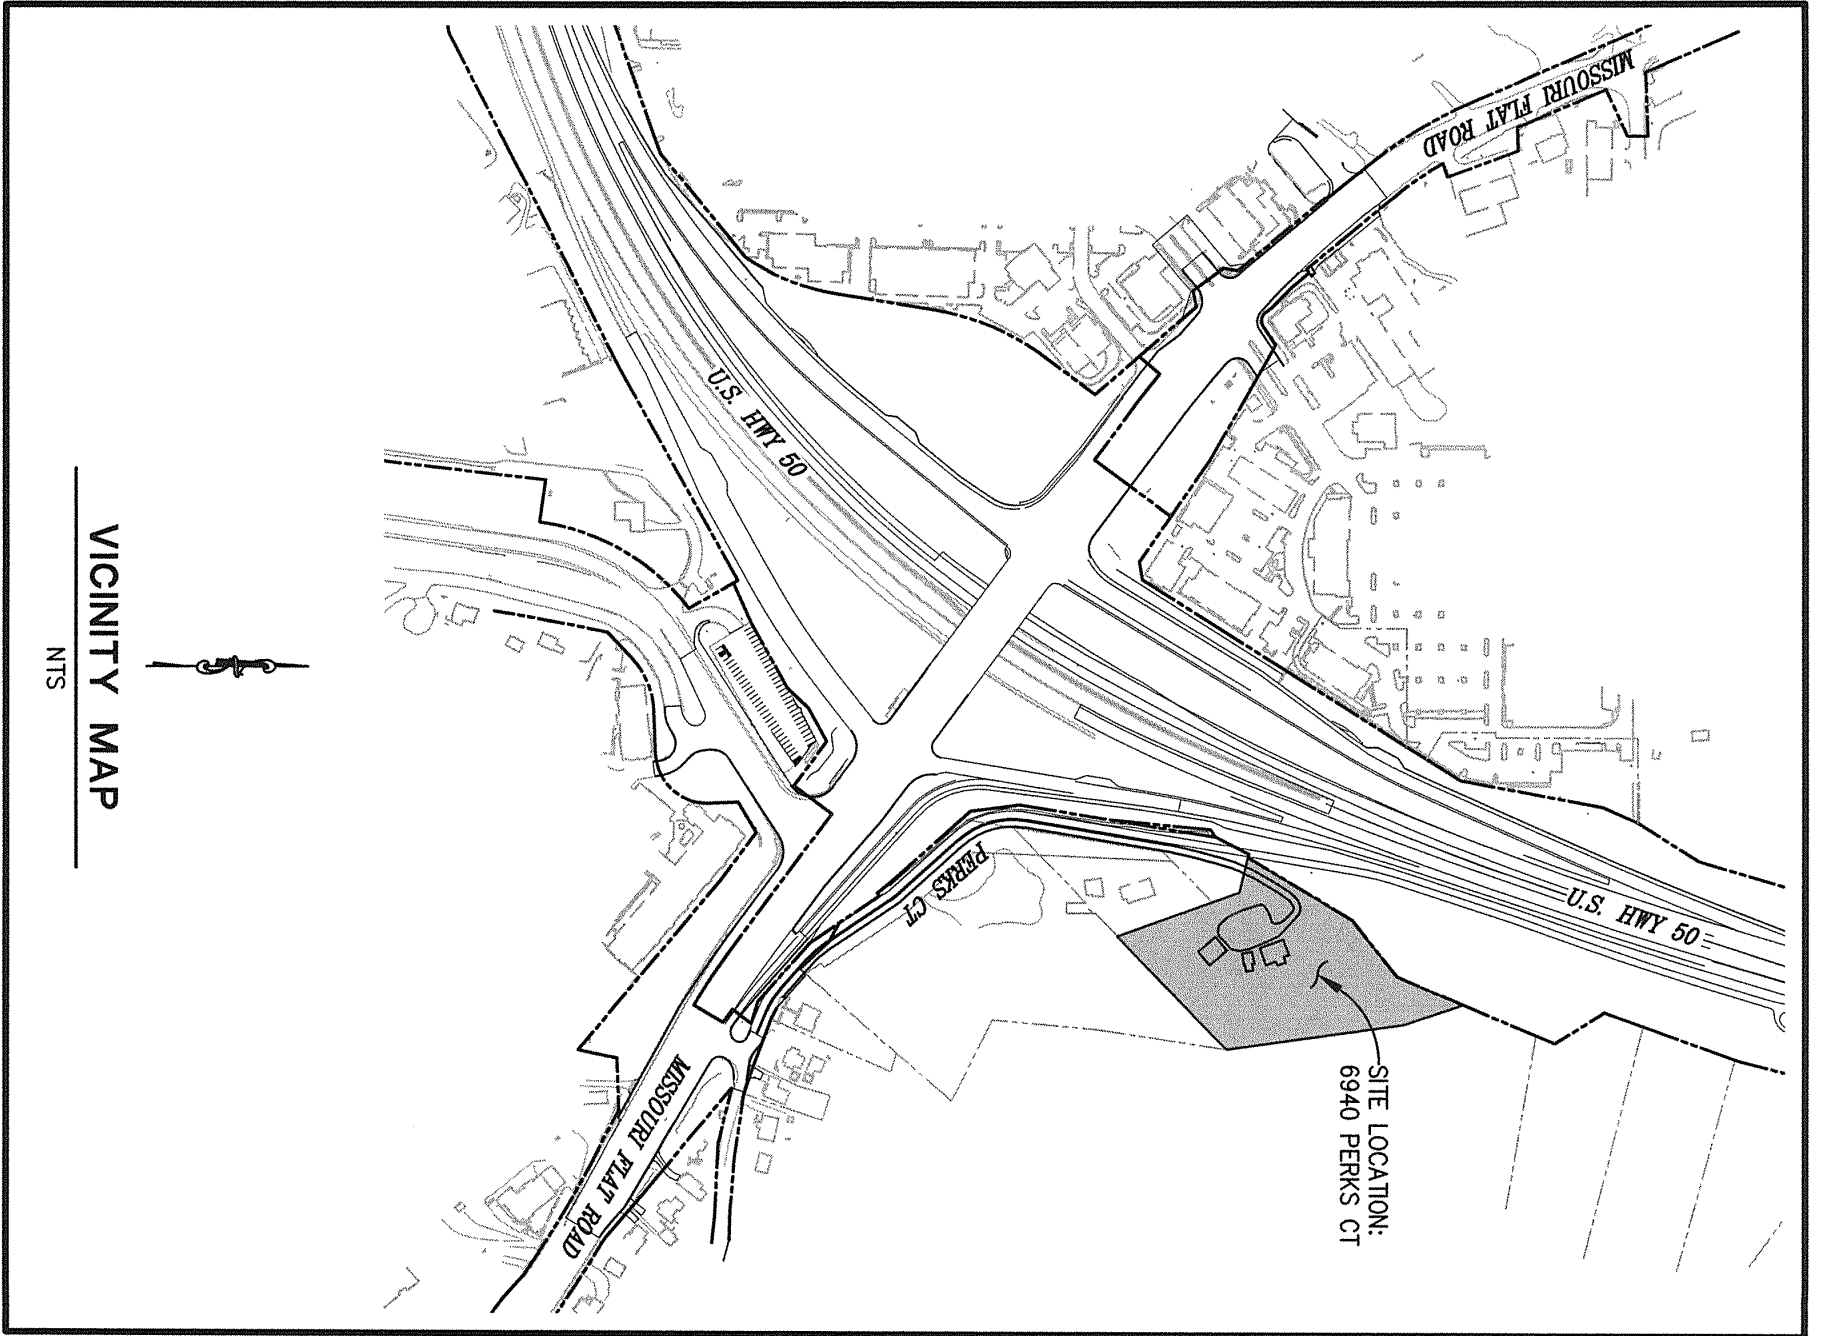 MISSOURI FLAT ROAD
U.S. HWY 50
U.S. HWY 50
PERKS CT
SITE LOCATION:
6940 PERKS CT
MISSOURI FLAT ROAD
VICINITY MAP
NTS